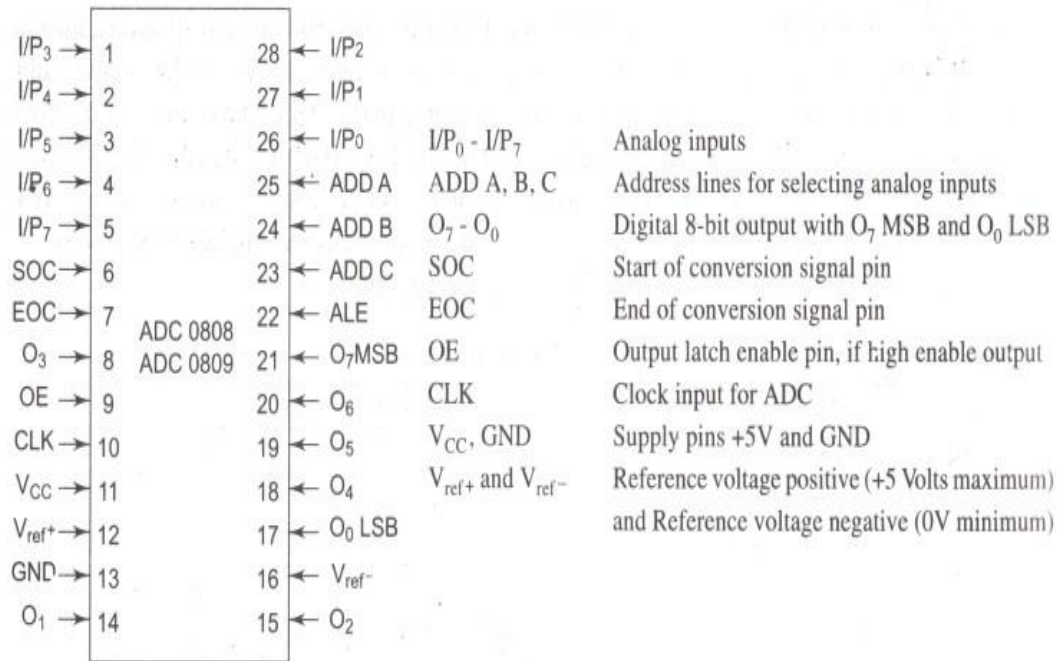 I/P3 1 28 I/P2
I/P4 2 27 I/P1
I/P5 3 26 I/P0 I/P0 - I/P7 Analog inputs
I/P6 4 25 ADD A ADD A, B, C Address lines for selecting analog inputs
I/P7 5 24 ADD B O7 - O0 Digital 8-bit output with O7 MSB and O0 LSB
SOC 6 23 ADD C SOC Start of conversion signal pin
EOC 7 22 ALE EOC End of conversion signal pin
ADC 0808
O3 8 ADC 0809 21 O7MSB OE Output latch enable pin, if high enable output
OE 9 20 O6 CLK Clock input for ADC
CLK 10 19 O5 VCC, GND Supply pins +5V and GND
VCC 11 18 O4 Vref+ and Vref- Reference voltage positive (+5 Volts maximum)
Vref+ 12 17 O0 LSB and Reference voltage negative (0V minimum)
GND 13 16 Vref-
O1 14 15 O2